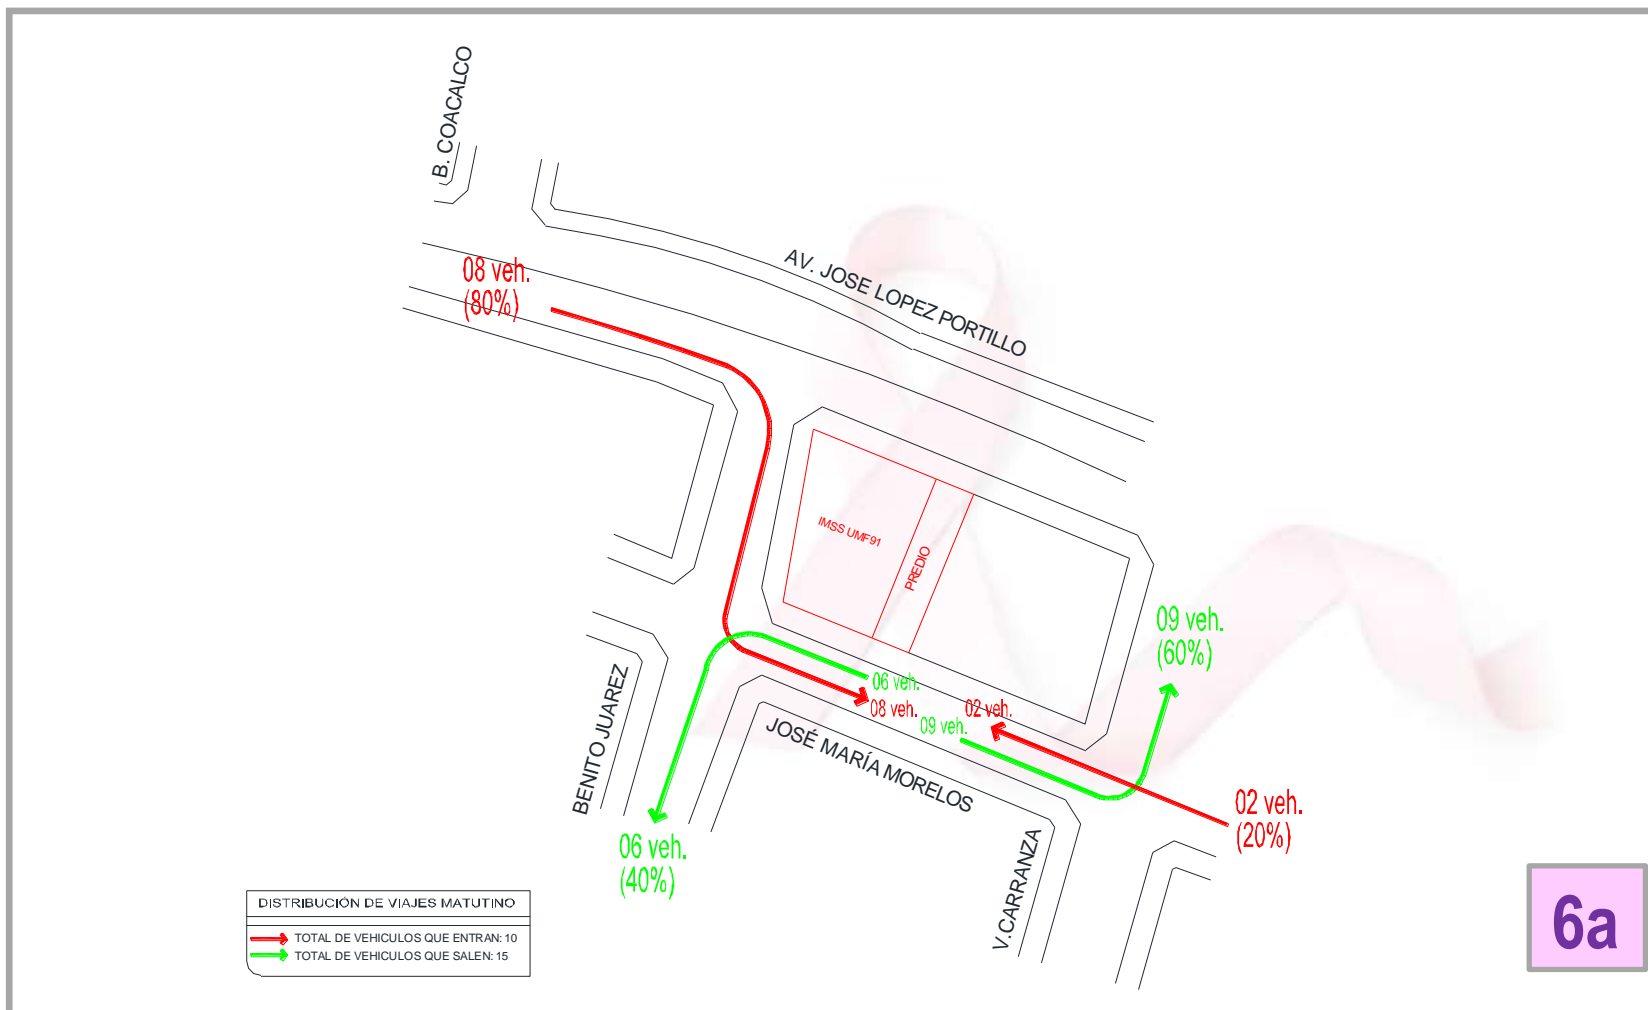 B. COACALCO
AV. JOSE LOPEZ PORTILLO
08 veh.
(80%)
IMSS UMF91
PREDIO
09 veh.
(60%)
06 veh.
08 veh.
02 veh.
09 veh.
BENITO JUAREZ
JOSÉ MARÍA MORELOS
02 veh.
(20%)
06 veh.
(40%)
V.CARRANZA
DISTRIBUCIÓN DE VIAJES MATUTINO
TOTAL DE VEHICULOS QUE ENTRAN: 10
TOTAL DE VEHICULOS QUE SALEN: 15
6a